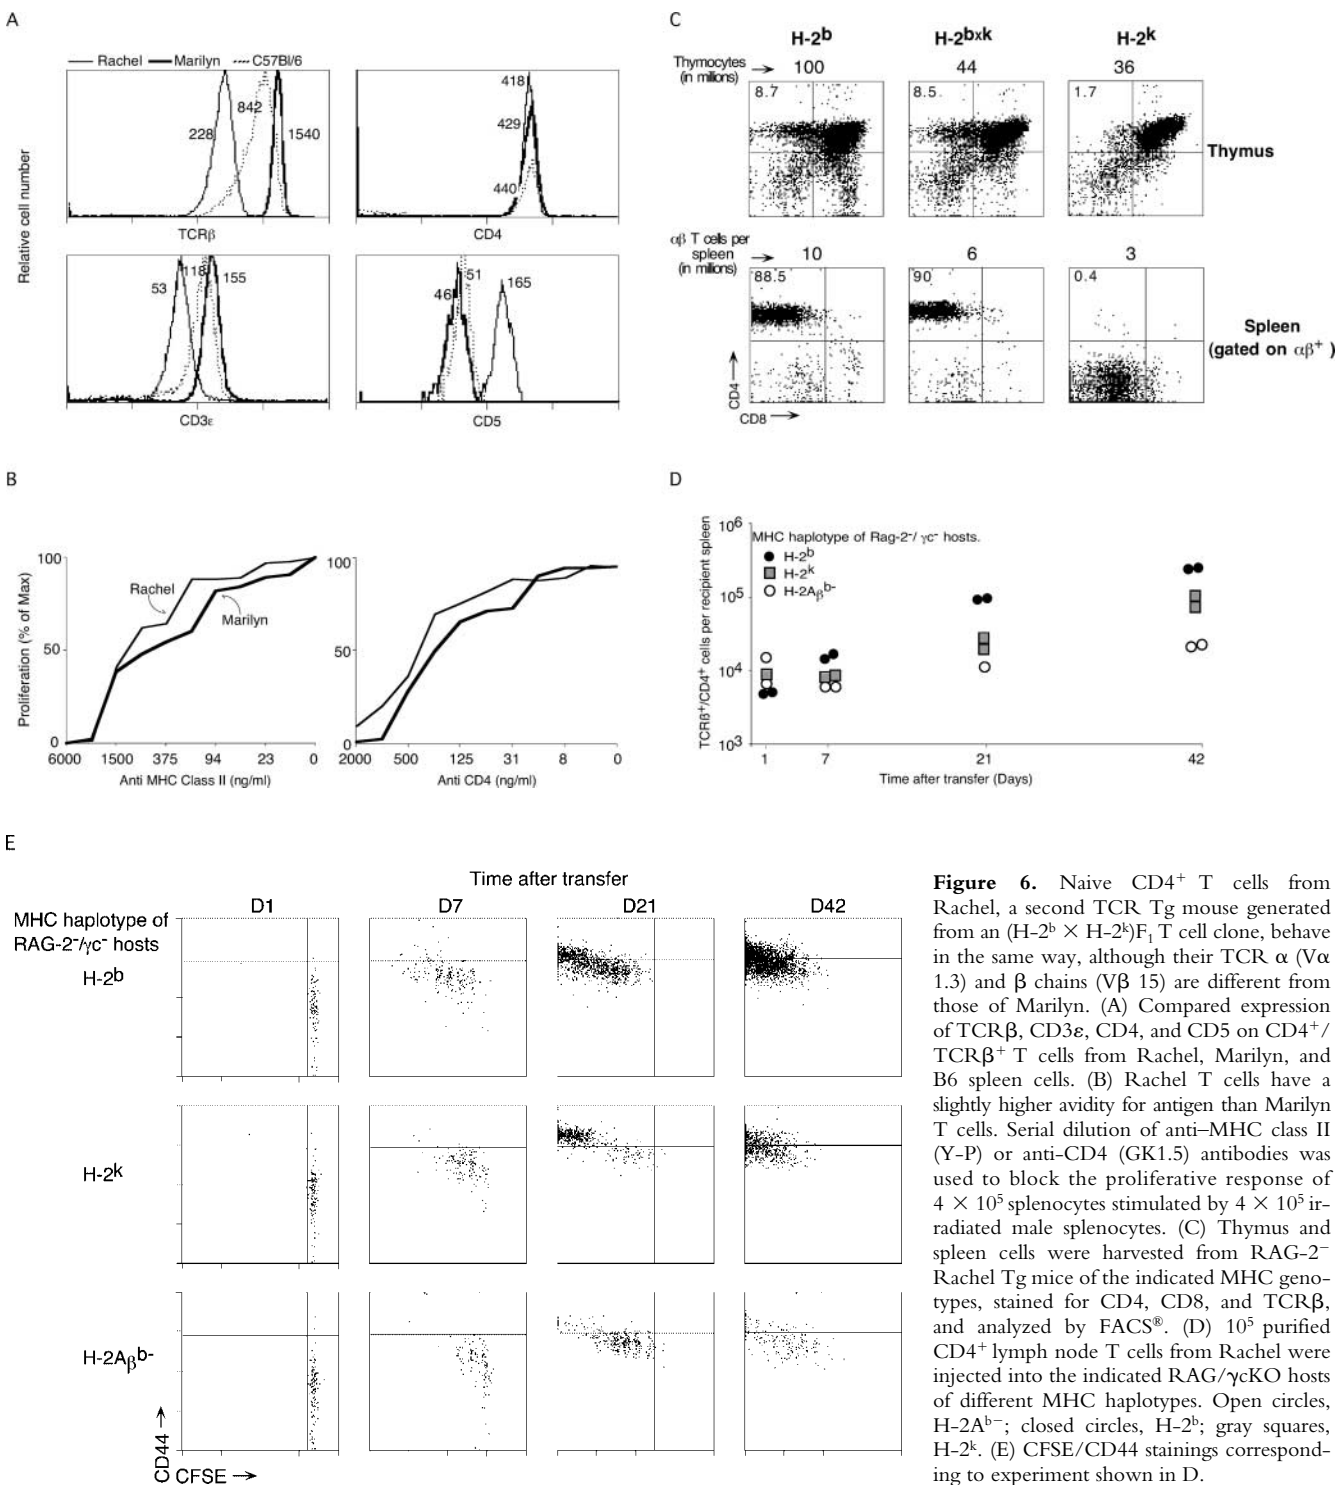 A
Rachel Marilyn C57Bl/6
842
228
1540
TCRβ
418
429
440
CD4
Relative cell number
53
118
155
CD3ε
46
51
165
CD5
C
H-2b H-2bxk H-2k
Thymocytes
(in milions)
100 44 36
8.7 8.5 1.7
Thymus
αβ T cells per
spleen
(in milions)
10 6 3
88.5 90 0.4
Spleen
(gated on αβ+ )
CD4
CD8
B
Proliferation (% of Max)
100
50
0
Rachel
Marilyn
6000 1500 375 94 23 0
Anti MHC Class II (ng/ml)
100
50
0
2000 500 125 31 8 0
Anti CD4 (ng/ml)
D
TCRß+/CD4+ cells per recipient spleen
106
105
104
103
MHC haplotype of Rag-2-/ γc- hosts.
H-2b
H-2k
H-2Aβb-
1 7 21 42
Time after transfer (Days)
E
Time after transfer
MHC haplotype of
RAG-2-/γc- hosts
D1 D7 D21 D42
H-2b
H-2k
H-2Aβb-
CD44
CFSE
Figure 6. Naive CD4+ T cells from
Rachel, a second TCR Tg mouse generated
from an (H-2b × H-2k)F1 T cell clone, behave
in the same way, although their TCR α (Vα
1.3) and β chains (Vβ 15) are different from
those of Marilyn. (A) Compared expression
of TCRβ, CD3ε, CD4, and CD5 on CD4+/
TCRβ+ T cells from Rachel, Marilyn, and
B6 spleen cells. (B) Rachel T cells have a
slightly higher avidity for antigen than Marilyn
T cells. Serial dilution of anti–MHC class II
(Y-P) or anti-CD4 (GK1.5) antibodies was
used to block the proliferative response of
4 × 105 splenocytes stimulated by 4 × 105 ir-
radiated male splenocytes. (C) Thymus and
spleen cells were harvested from RAG-2−
Rachel Tg mice of the indicated MHC geno-
types, stained for CD4, CD8, and TCRβ,
and analyzed by FACS®. (D) 105 purified
CD4+ lymph node T cells from Rachel were
injected into the indicated RAG/γcKO hosts
of different MHC haplotypes. Open circles,
H-2Ab−; closed circles, H-2b; gray squares,
H-2k. (E) CFSE/CD44 stainings correspond-
ing to experiment shown in D.